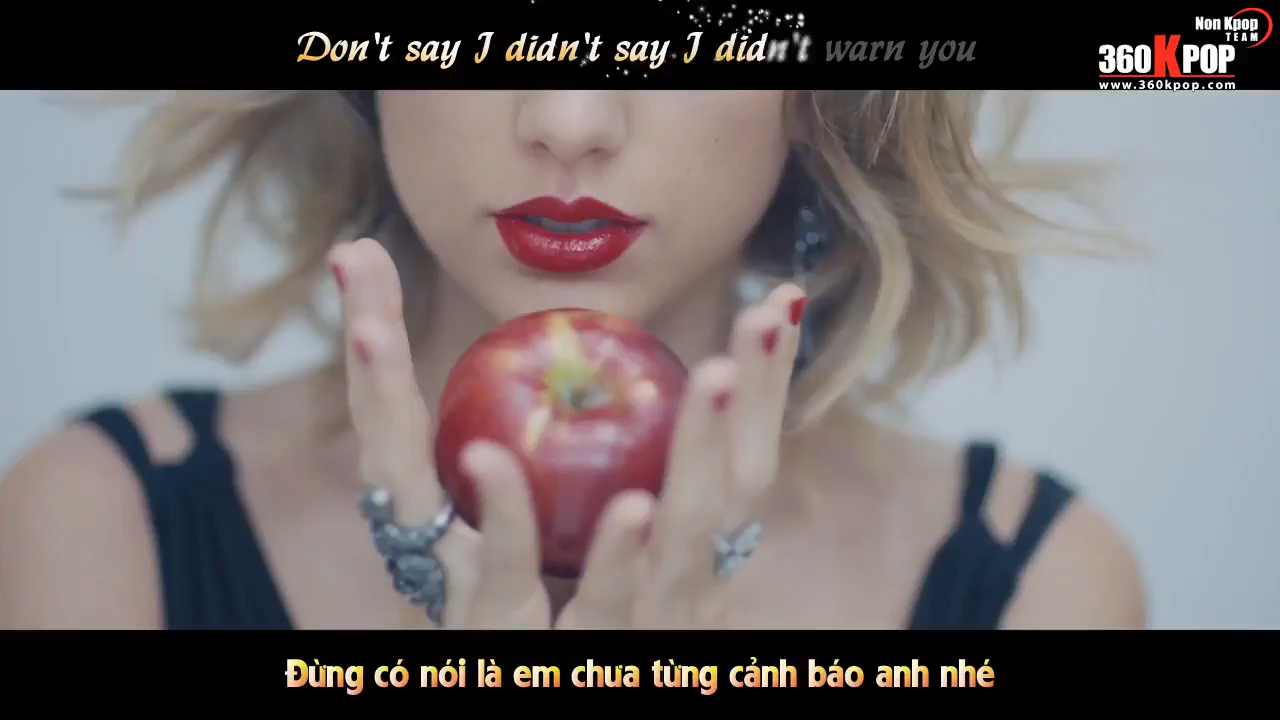 Don't say I didn't say I didn't warn you
Non Kpop
TEAM
360KPOP
www.360kpop.com
Đừng có nói là em chưa từng cảnh báo anh nhé